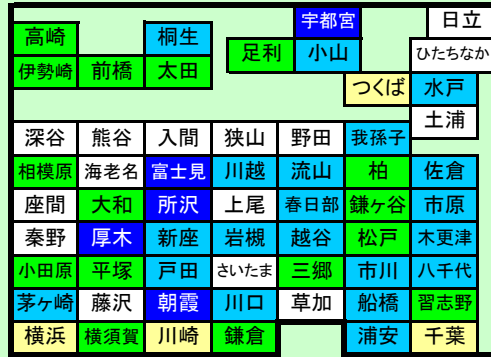 宇都宮 日立
高崎 桐生 足利 小山 ひたちなか
伊勢崎 前橋 太田
つくば 水戸
土浦
深谷 熊谷 入間 狭山 野田 我孫子
相模原 海老名 富士見 川越 流山 柏 佐倉
座間 大和 所沢 上尾 春日部 鎌ヶ谷 市原
秦野 厚木 新座 岩槻 越谷 松戸 木更津
小田原 平塚 戸田 さいたま 三郷 市川 八千代
茅ヶ崎 藤沢 朝霞 川口 草加 船橋 習志野
横浜 横須賀 川崎 鎌倉 浦安 千葉